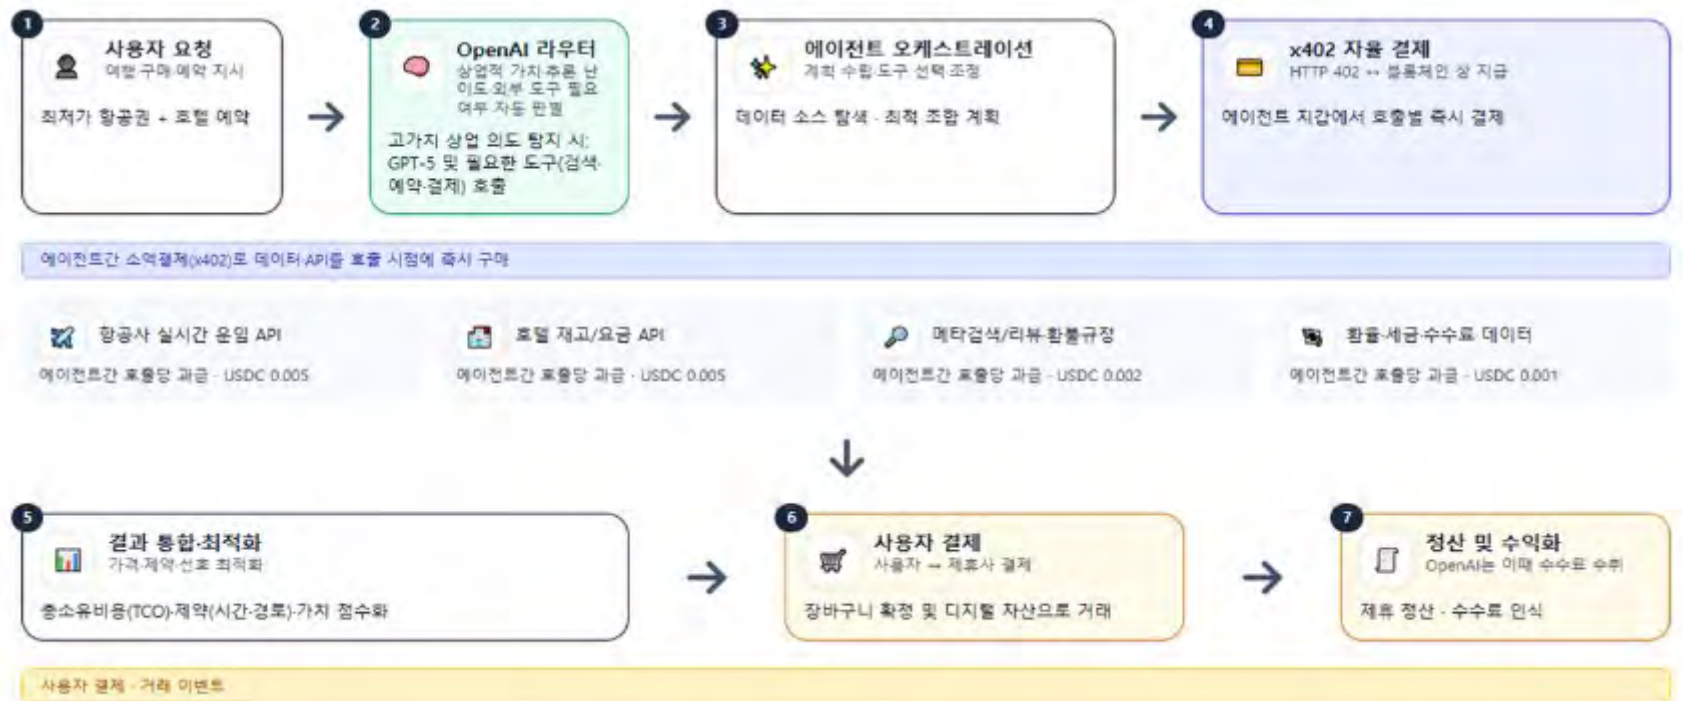 1
사용자 요청
여행·구매·예약 지시
최저가 항공권 + 호텔 예약
2
OpenAI 라우터
상업적 가치·추론 난
이도·외부 도구 필요
여부 자동 판별
고가치 상업 의도 탐지 시:
GPT-5 및 필요한 도구(검색·
예약·결제) 호출
3
에이전트 오케스트레이션
계획 수립·도구 선택·조정
데이터 소스 탐색 · 최적 조합 계획
4
x402 자율 결제
HTTP 402 ↔ 블록체인 상 지급
에이전트 지갑에서 호출별 즉시 결제
에이전트간 소액결제(x402)로 데이터·API를 호출 시점에 즉시 구매
항공사 실시간 운임 API
에이전트간 호출당 과금 · USDC 0.005
호텔 재고/요금 API
에이전트간 호출당 과금 · USDC 0.005
메타검색/리뷰·환불규정
에이전트간 호출당 과금 · USDC 0.002
환율·세금·수수료 데이터
에이전트간 호출당 과금 · USDC 0.001
5
결과 통합·최적화
가격·제약·선호 최적화
총소유비용(TCO)·제약(시간·경로)·가치 점수화
6
사용자 결제
사용자 → 제휴사 결제
장바구니 확정 및 디지털 자산으로 거래
7
정산 및 수익화
OpenAI는 이때 수수료 수취
제휴 정산 · 수수료 인식
사용자 결제 · 거래 이벤트